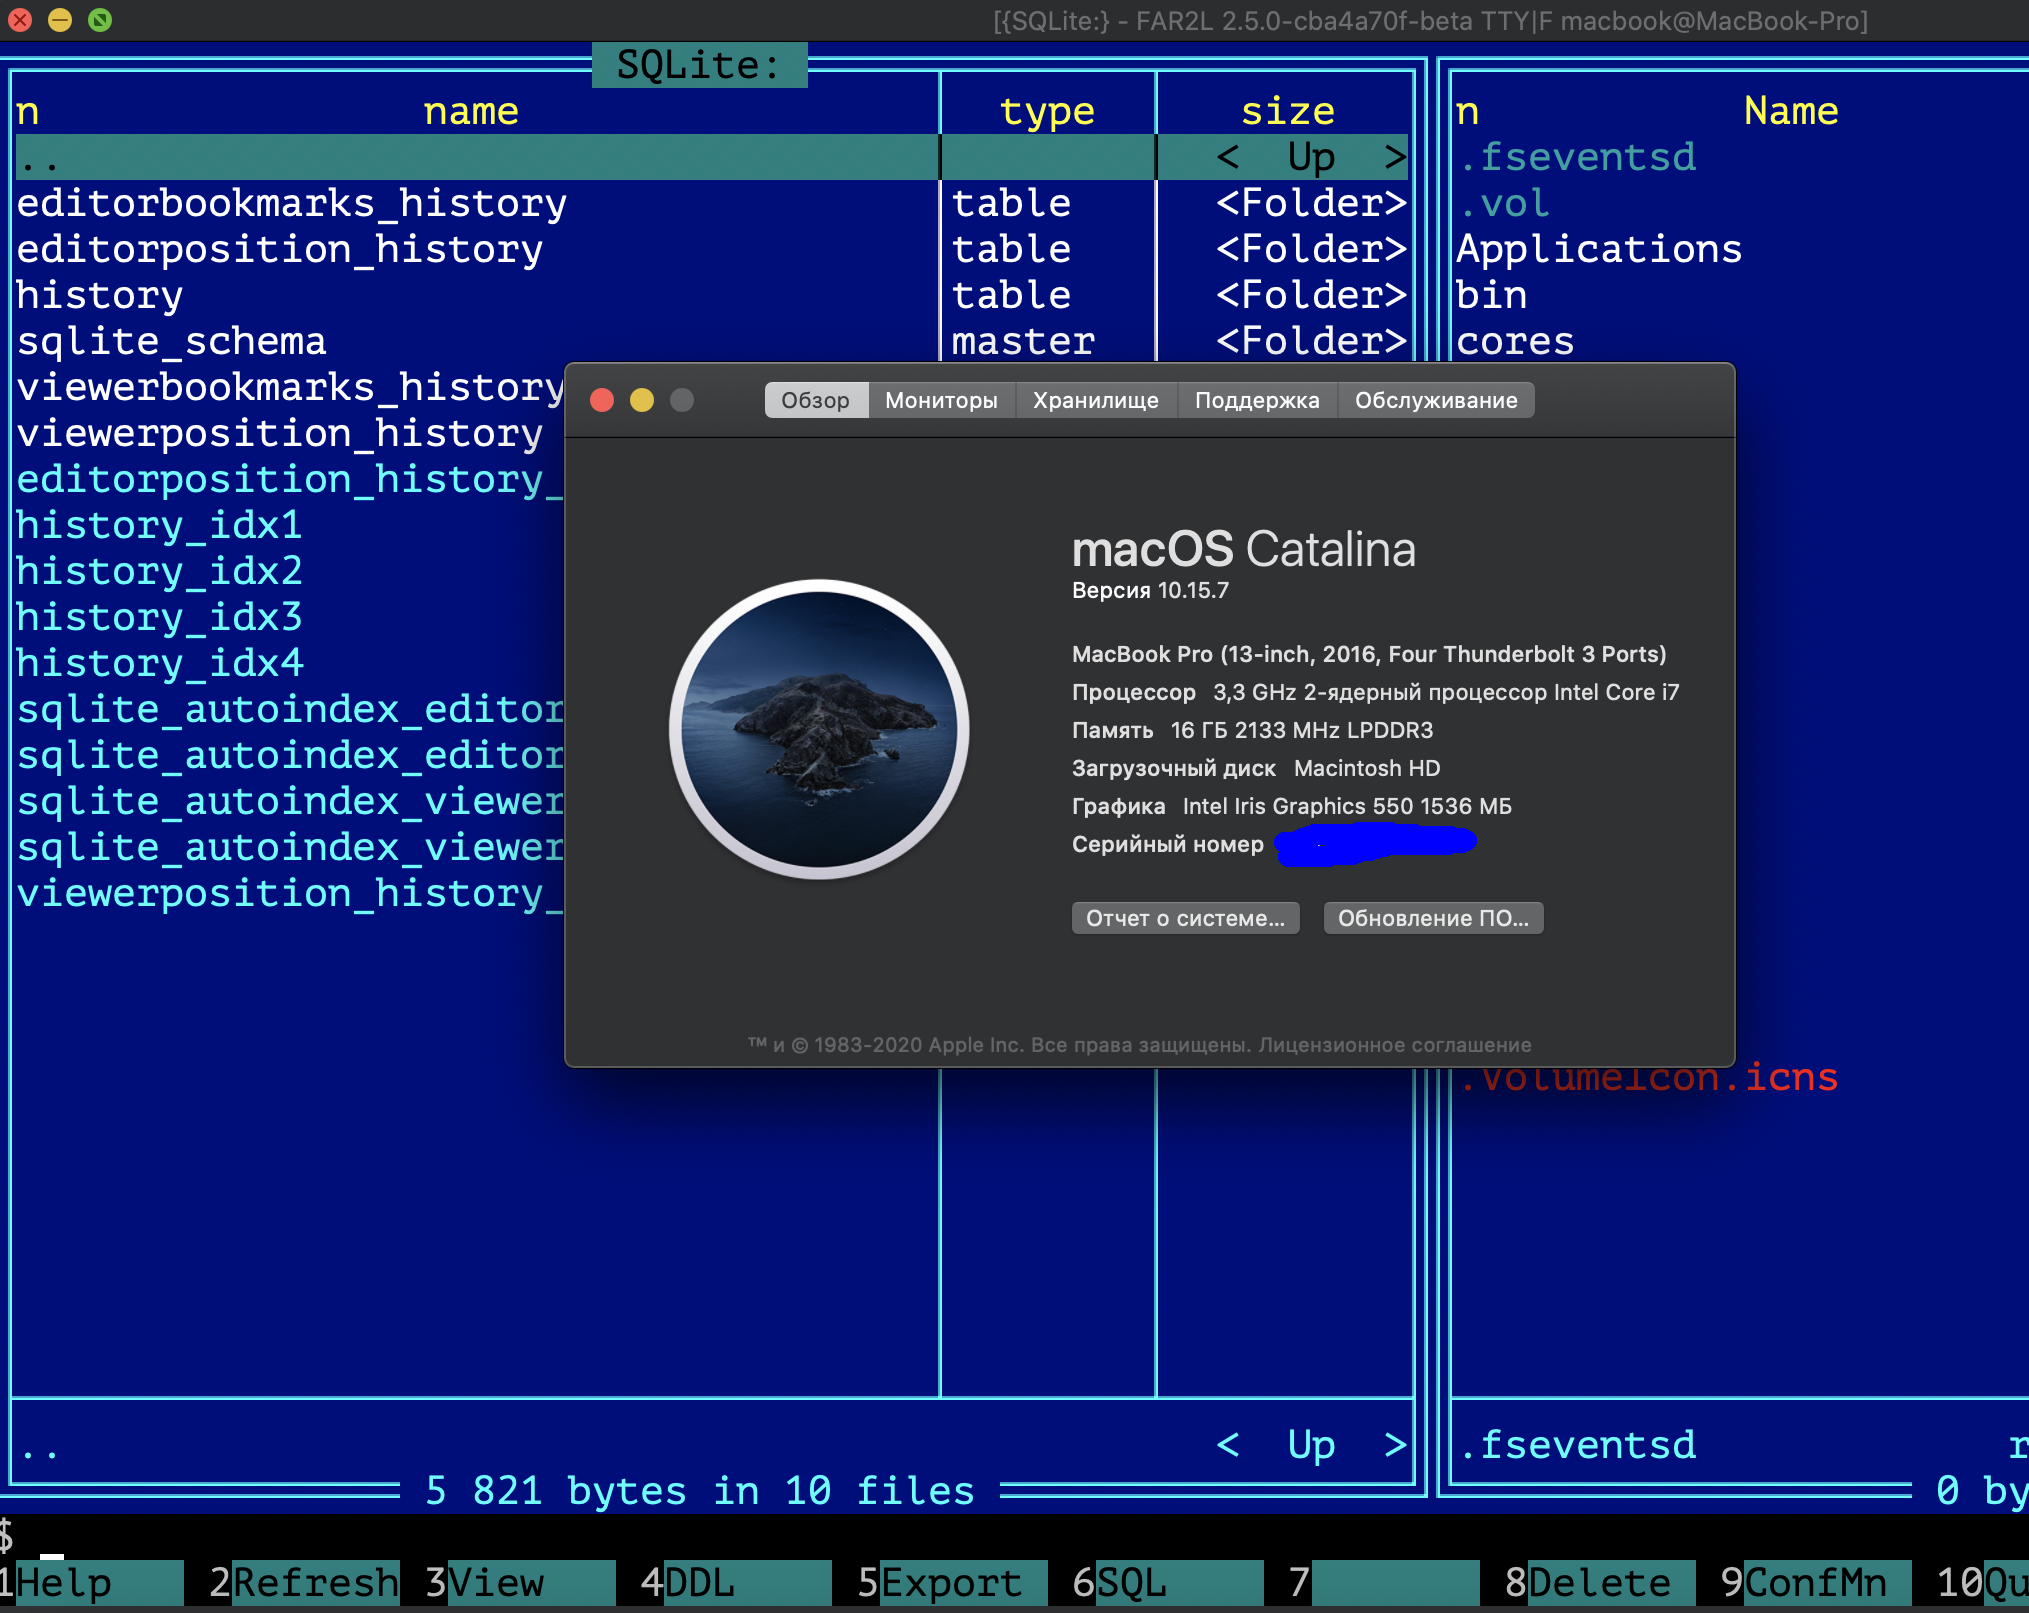 [{SQLite:} - FAR2L 2.5.0-cba4a70f-beta TTY|F macbook@MacBook-Pro]
SQLite:
n name type size
.. < Up >
editorbookmarks_history table <Folder>
editorposition_history table <Folder>
history table <Folder>
sqlite_schema master <Folder>
viewerbookmarks_history
viewerposition_history
editorposition_history_
history_idx1
history_idx2
history_idx3
history_idx4
sqlite_autoindex_editor
sqlite_autoindex_editor
sqlite_autoindex_viewer
sqlite_autoindex_viewer
viewerposition_history_
.. < Up >
5 821 bytes in 10 files
n Name
.fseventsd
.vol
Applications
bin
cores
.VolumeIcon.icns
.fseventsd r
0 by
Обзор Мониторы Хранилище Поддержка Обслуживание
macOS Catalina
Версия 10.15.7
MacBook Pro (13-inch, 2016, Four Thunderbolt 3 Ports)
Процессор 3,3 GHz 2-ядерный процессор Intel Core i7
Память 16 ГБ 2133 MHz LPDDR3
Загрузочный диск Macintosh HD
Графика Intel Iris Graphics 550 1536 МБ
Серийный номер
Отчет о системе... Обновление ПО...
™ и © 1983-2020 Apple Inc. Все права защищены. Лицензионное соглашение
$
1Help 2Refresh 3View 4DDL 5Export 6SQL 7 8Delete 9ConfMn 10Qu